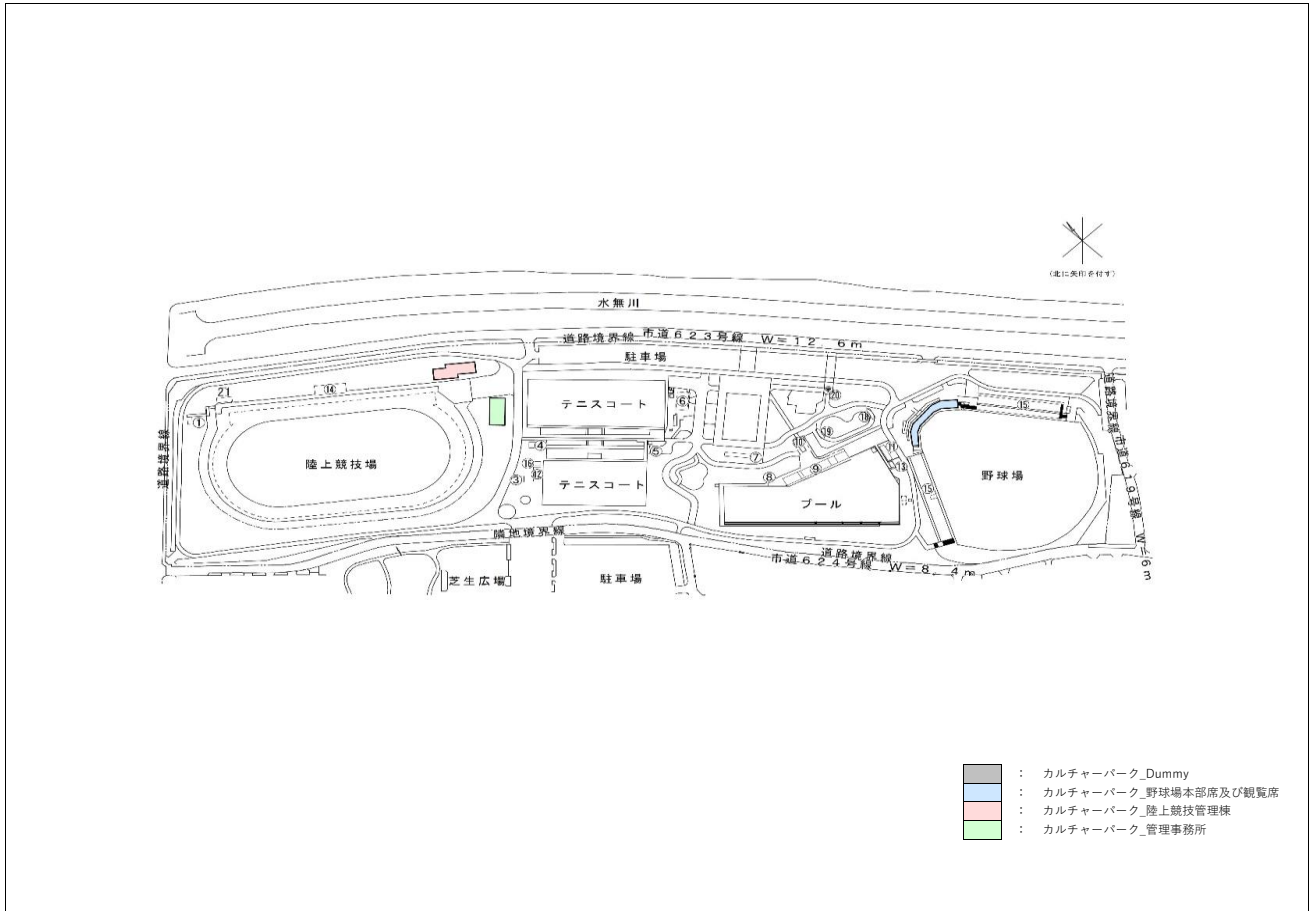 (北に矢印を付す)
水無川
道路境界線 市道623号線 W=12.6m
駐車場
道路境界線 市道619号線 W=6m
21
⑭
①
道路境界線
陸上競技場
テニスコート
⑥
④
⑤
⑯
③
テニスコート
⑳
⑱
⑲
⑩
⑦
⑧
⑨
⑬
プール
⑮
⑮
野球場
隣地境界線
道路境界線
市道624号線 W=8.4m
芝生広場
駐車場
: カルチャーパーク_Dummy
: カルチャーパーク_野球場本部席及び観覧席
: カルチャーパーク_陸上競技管理棟
: カルチャーパーク_管理事務所